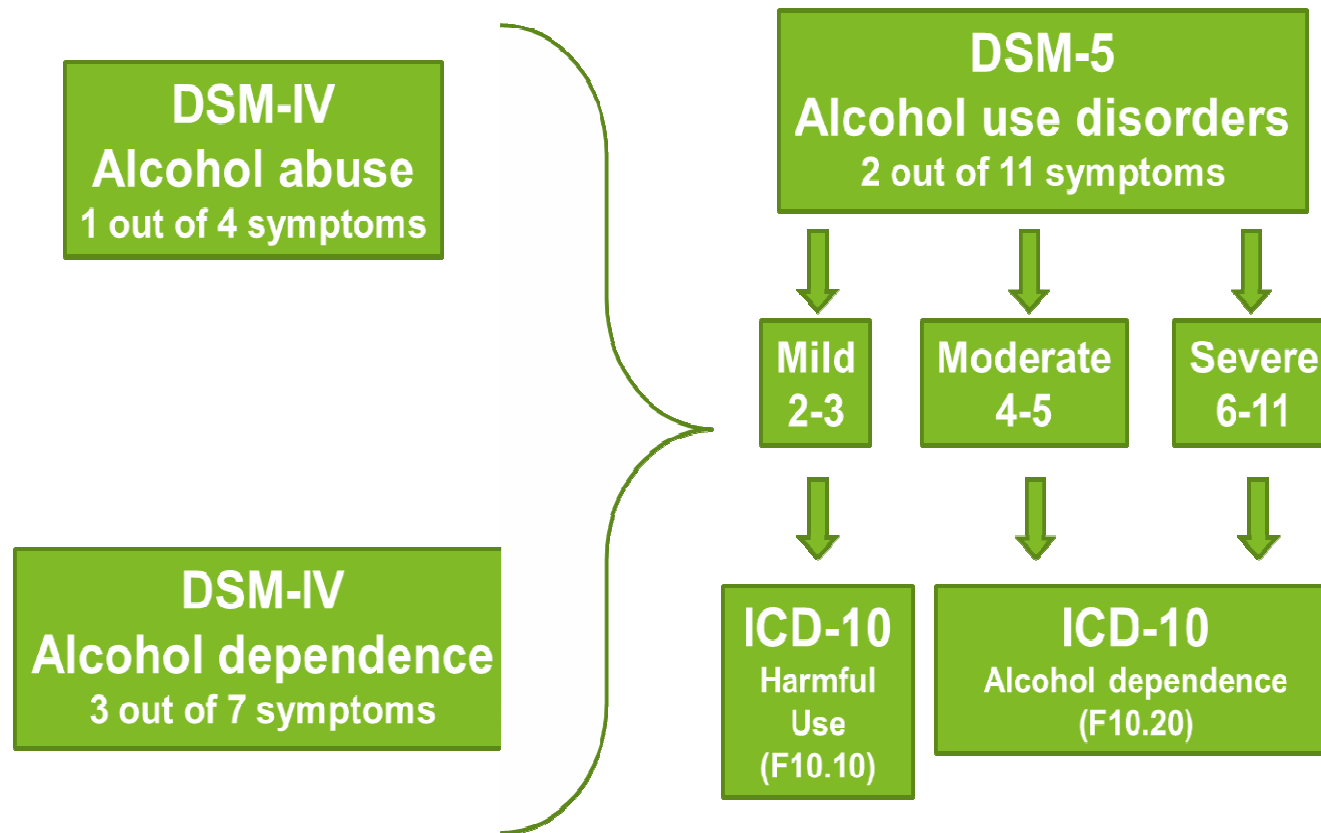 DSM-IV
Alcohol abuse
1 out of 4 symptoms
DSM-IV
Alcohol dependence
3 out of 7 symptoms
DSM-5
Alcohol use disorders
2 out of 11 symptoms
Mild
2-3
Moderate
4-5
Severe
6-11
ICD-10
Harmful
Use
(F10.10)
ICD-10
Alcohol dependence
(F10.20)